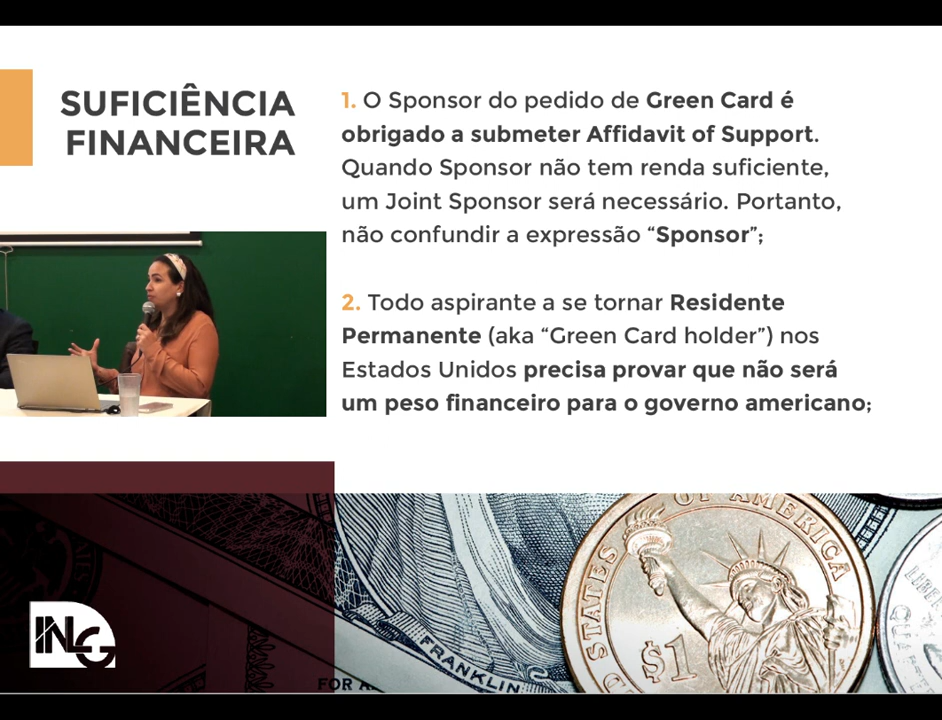 SUFICIÊNCIA
FINANCEIRA
1. O Sponsor do pedido de Green Card é
obrigado a submeter Affidavit of Support.
Quando Sponsor não tem renda suficiente,
um Joint Sponsor será necessário. Portanto,
não confundir a expressão “Sponsor”;
2. Todo aspirante a se tornar Residente
Permanente (aka “Green Card holder”) nos
Estados Unidos precisa provar que não será
um peso financeiro para o governo americano;
OF AMERICA
STATES
$1
FRANKLIN
FOR A
INLG